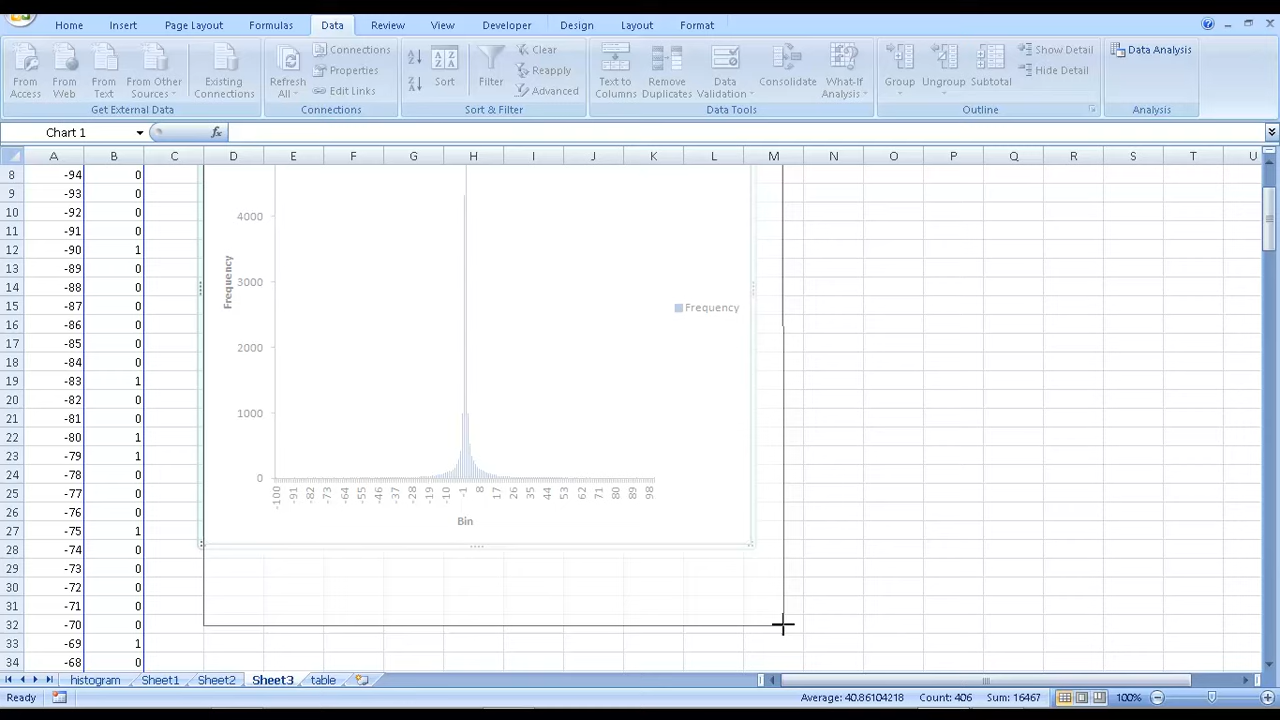 Home Insert Page Layout Formulas Data Review View Developer Design Layout Format
From Access From Web From Text From Other Sources Existing Connections
Get External Data
Refresh All Connections Properties Edit Links
Connections
Sort Filter Clear Reapply Advanced
Sort & Filter
Text to Columns Remove Duplicates Data Validation Consolidate What-If Analysis
Data Tools
Group Ungroup Subtotal Show Detail Hide Detail
Outline
Data Analysis
Analysis
Chart 1 fx
A B C D E F G H I J K L M N O P Q R S T U
8 -94 0
9 -93 0
10 -92 0
11 -91 0
12 -90 1
13 -89 0
14 -88 0
15 -87 0
16 -86 0
17 -85 0
18 -84 0
19 -83 1
20 -82 0
21 -81 0
22 -80 1
23 -79 1
24 -78 0
25 -77 0
26 -76 0
27 -75 1
28 -74 0
29 -73 0
30 -72 0
31 -71 0
32 -70 0
33 -69 1
34 -68 0
Frequency
4000
3000
2000
1000
0
-100 -91 -82 -73 -64 -55 -46 -37 -28 -19 -10 -1 8 17 26 35 44 53 62 71 80 89 98
Bin
Frequency
histogram Sheet1 Sheet2 Sheet3 table
Ready Average: 40.86104218 Count: 406 Sum: 16467 100%